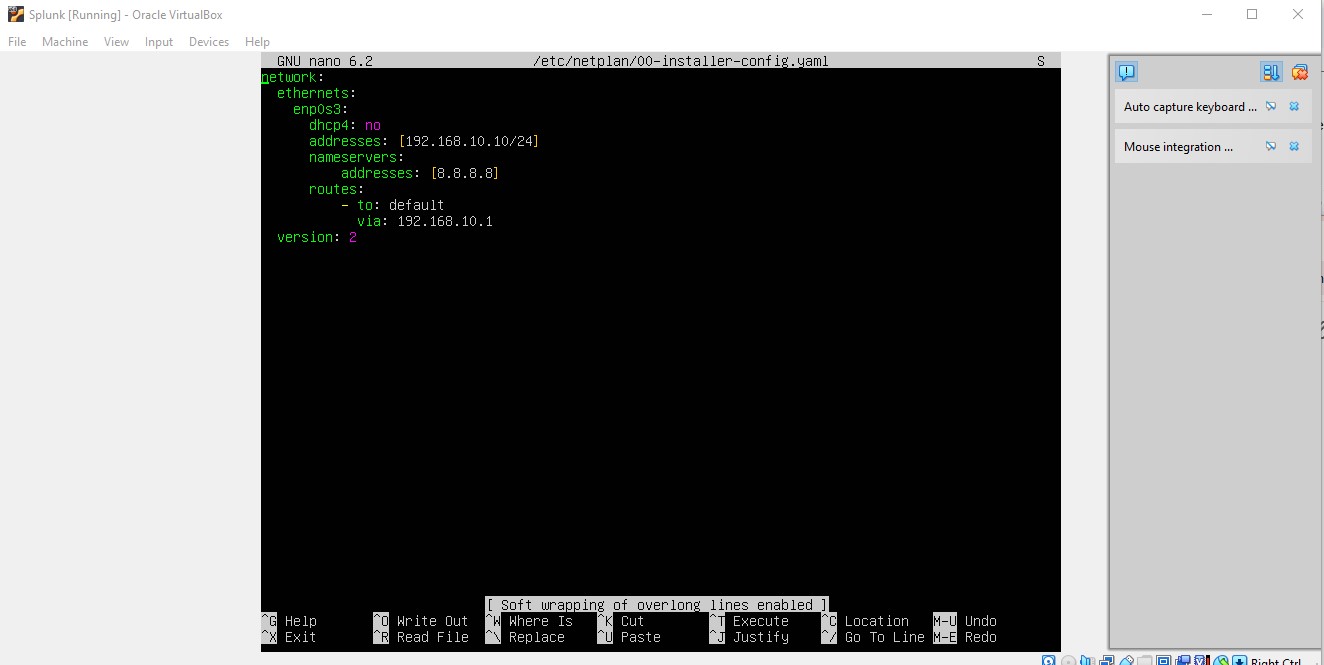 Splunk [Running] - Oracle VirtualBox
File Machine View Input Devices Help
GNU nano 6.2 /etc/netplan/00-installer-config.yaml S
network:
  ethernets:
    enp0s3:
      dhcp4: no
      addresses: [192.168.10.10/24]
      nameservers:
          addresses: [8.8.8.8]
      routes:
          - to: default
            via: 192.168.10.1
  version: 2
Auto capture keyboard ...
Mouse integration ...
[ Soft wrapping of overlong lines enabled ]
^G Help ^O Write Out ^W Where Is ^K Cut ^T Execute ^C Location M-U Undo
^X Exit ^R Read File ^\ Replace ^U Paste ^J Justify ^/ Go To Line M-E Redo
Right Ctrl